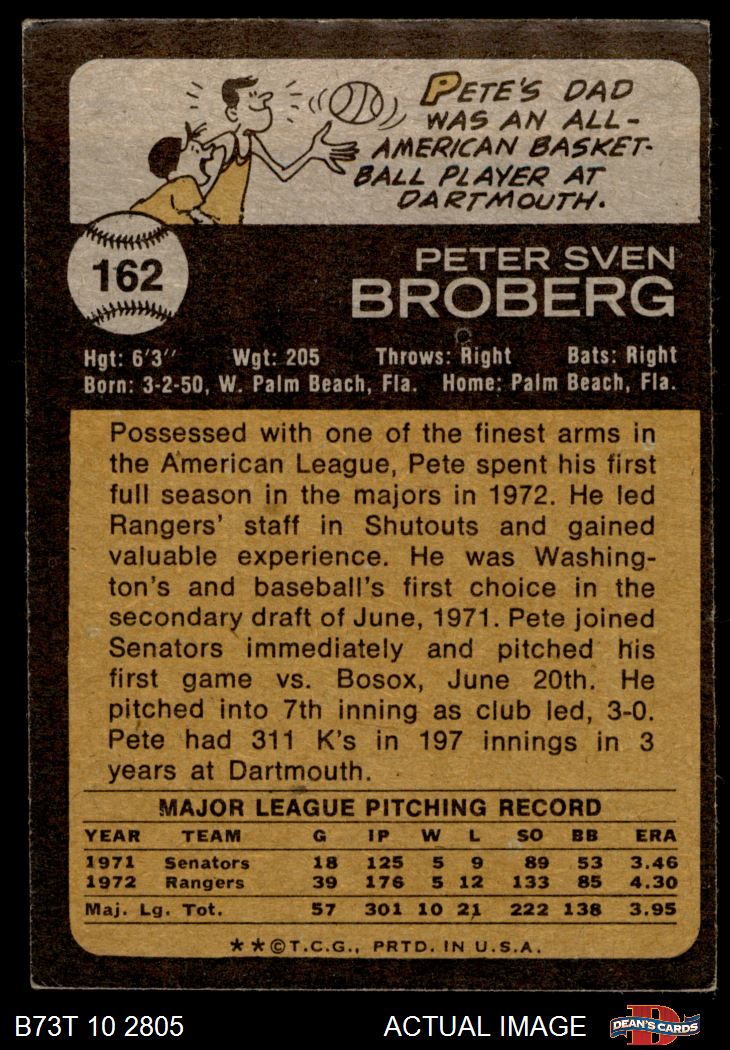 PETE'S DAD
WAS AN ALL-
AMERICAN BASKET-
BALL PLAYER AT
DARTMOUTH.
162
PETER SVEN
BROBERG
Hgt: 6'3" Wgt: 205 Throws: Right Bats: Right
Born: 3-2-50, W. Palm Beach, Fla. Home: Palm Beach, Fla.
Possessed with one of the finest arms in
the American League, Pete spent his first
full season in the majors in 1972. He led
Rangers' staff in Shutouts and gained
valuable experience. He was Washing-
ton's and baseball's first choice in the
secondary draft of June, 1971. Pete joined
Senators immediately and pitched his
first game vs. Bosox, June 20th. He
pitched into 7th inning as club led, 3-0.
Pete had 311 K's in 197 innings in 3
years at Dartmouth.
MAJOR LEAGUE PITCHING RECORD
YEAR TEAM G IP W L SO BB ERA
1971 Senators 18 125 5 9 89 53 3.46
1972 Rangers 39 176 5 12 133 85 4.30
Maj. Lg. Tot. 57 301 10 21 222 138 3.95
**©T.C.G., PRTD. IN U.S.A.
B73T 10 2805 ACTUAL IMAGE
D
DEAN'S CARDS